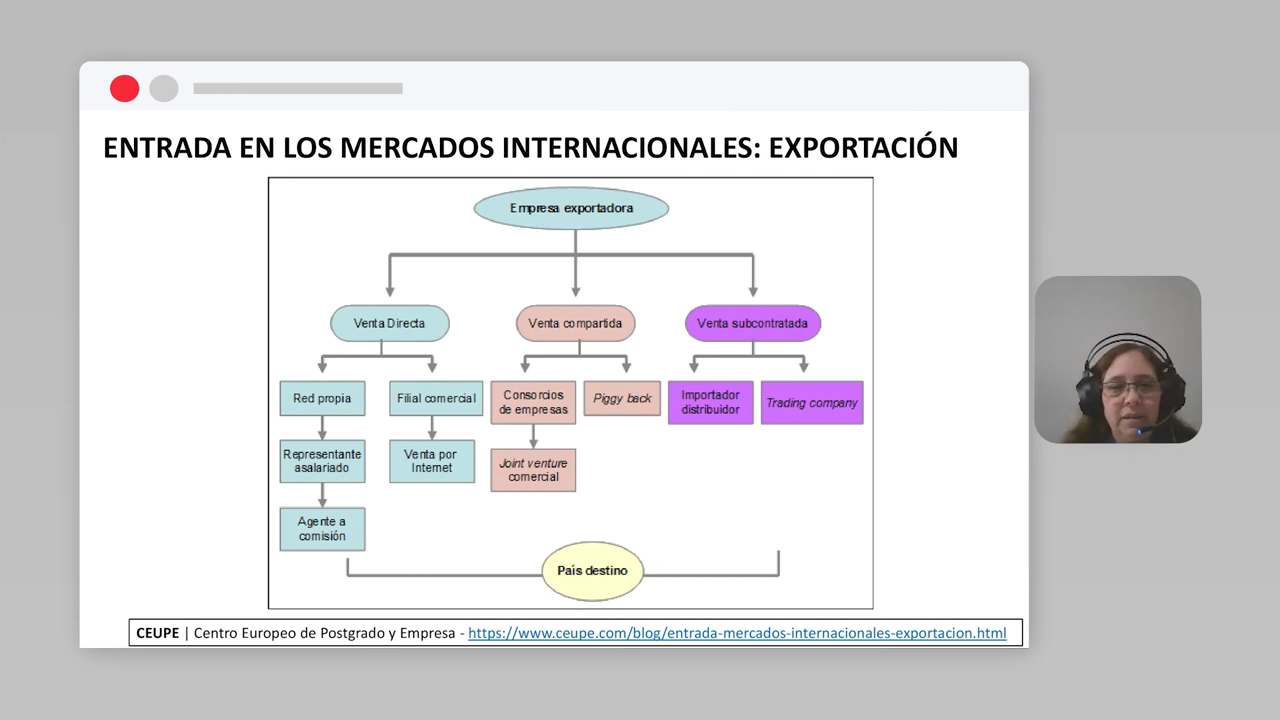 ENTRADA EN LOS MERCADOS INTERNACIONALES: EXPORTACIÓN
Empresa exportadora
Venta Directa
Venta compartida
Venta subcontratada
Red propia
Filial comercial
Consorcios
de empresas
Piggy back
Importador
distribuidor
Trading company
Representante
asalariado
Venta por
Internet
Joint venture
comercial
Agente a
comisión
País destino
CEUPE | Centro Europeo de Postgrado y Empresa - https://www.ceupe.com/blog/entrada-mercados-internacionales-exportacion.html